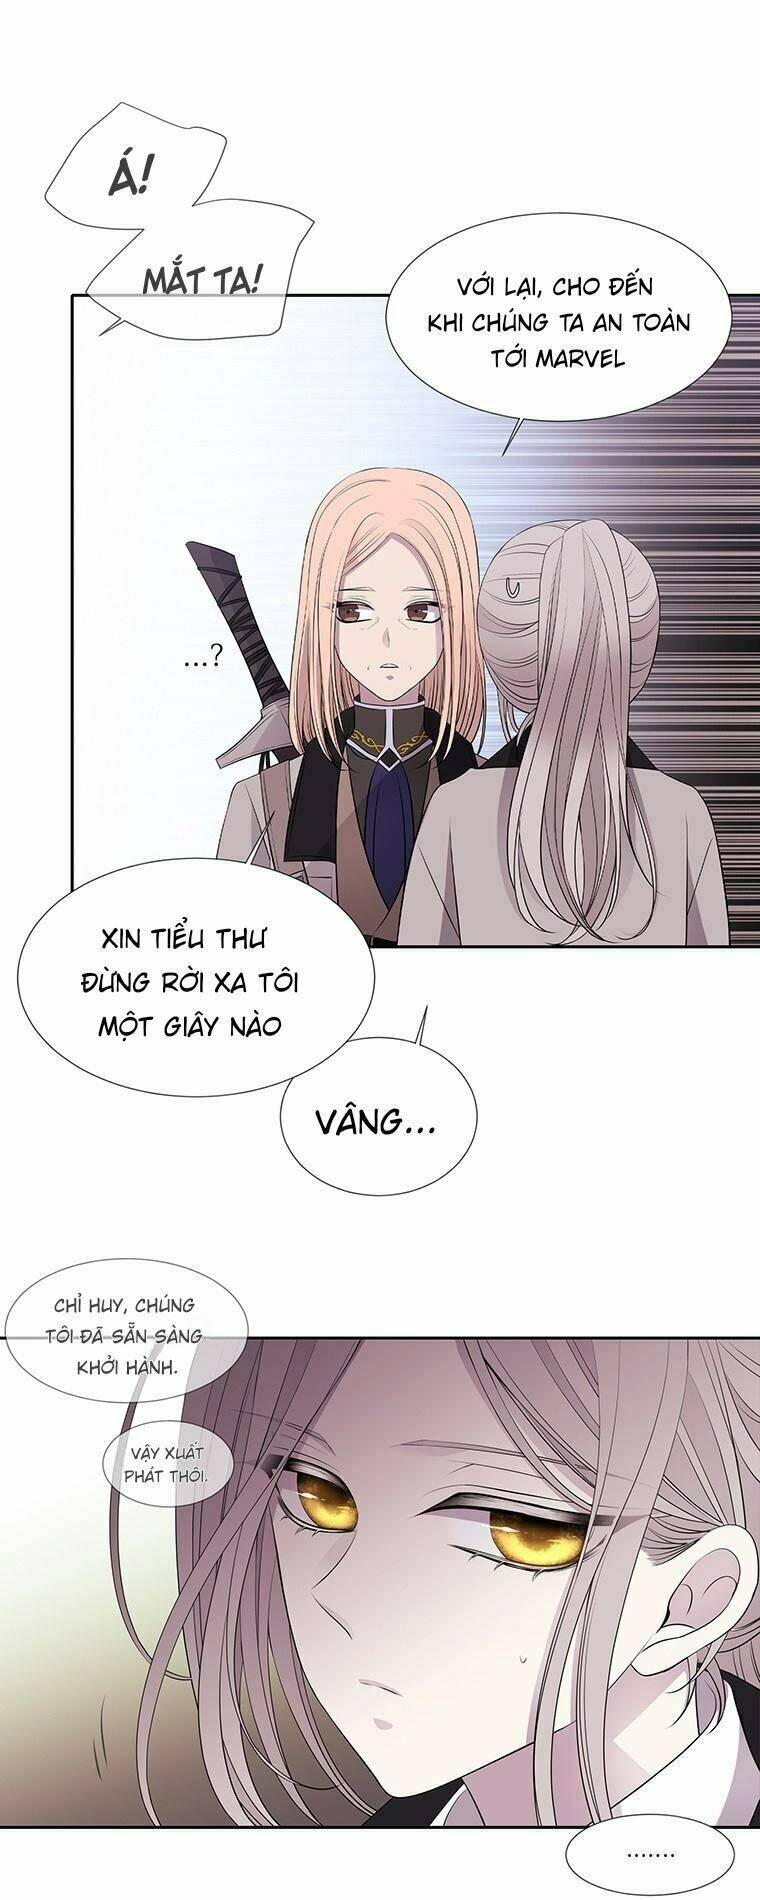 Á!
MẮT TA!
VỚI LẠI, CHO ĐẾN
KHI CHÚNG TA AN TOÀN
TỚI MARVEL
...?
XIN TIỂU THƯ
ĐỪNG RỜI XA TÔI
MỘT GIÂY NÀO
VÂNG...
CHỈ HUY, CHÚNG
TÔI ĐÃ SẴN SÀNG
KHỞI HÀNH.
VẬY XUẤT
PHÁT THÔI.
.......